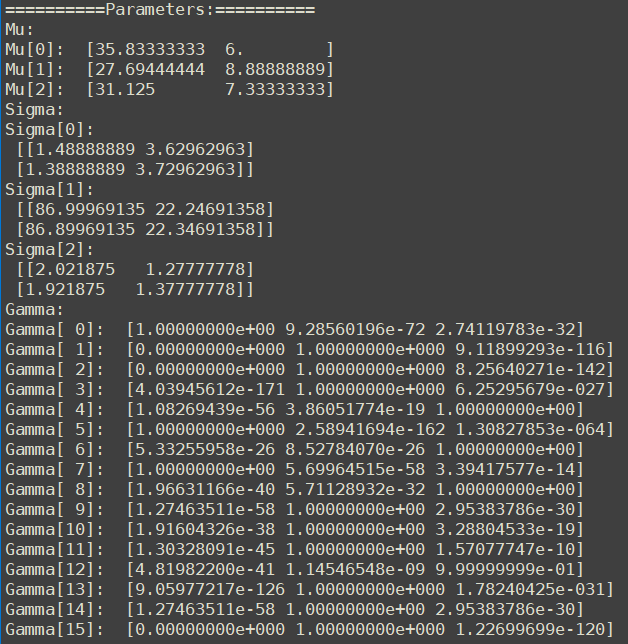 ==========Parameters:==========
Mu:
Mu[0]:  [35.83333333  6.        ]
Mu[1]:  [27.69444444  8.88888889]
Mu[2]:  [31.125       7.33333333]
Sigma:
Sigma[0]:
 [[1.48888889 3.62962963]
 [1.38888889 3.72962963]]
Sigma[1]:
 [[86.99969135 22.24691358]
 [86.89969135 22.34691358]]
Sigma[2]:
 [[2.021875   1.27777778]
 [1.921875   1.37777778]]
Gamma:
Gamma[ 0]:  [1.00000000e+00 9.28560196e-72 2.74119783e-32]
Gamma[ 1]:  [0.00000000e+000 1.00000000e+000 9.11899293e-116]
Gamma[ 2]:  [0.00000000e+000 1.00000000e+000 8.25640271e-142]
Gamma[ 3]:  [4.03945612e-171 1.00000000e+000 6.25295679e-027]
Gamma[ 4]:  [1.08269439e-56 3.86051774e-19 1.00000000e+00]
Gamma[ 5]:  [1.00000000e+000 2.58941694e-162 1.30827853e-064]
Gamma[ 6]:  [5.33255958e-26 8.52784070e-26 1.00000000e+00]
Gamma[ 7]:  [1.00000000e+00 5.69964515e-58 3.39417577e-14]
Gamma[ 8]:  [1.96631166e-40 5.71128932e-32 1.00000000e+00]
Gamma[ 9]:  [1.27463511e-58 1.00000000e+00 2.95383786e-30]
Gamma[10]:  [1.91604326e-38 1.00000000e+00 3.28804533e-19]
Gamma[11]:  [1.30328091e-45 1.00000000e+00 1.57077747e-10]
Gamma[12]:  [4.81982200e-41 1.14546548e-09 9.99999999e-01]
Gamma[13]:  [9.05977217e-126 1.00000000e+000 1.78240425e-031]
Gamma[14]:  [1.27463511e-58 1.00000000e+00 2.95383786e-30]
Gamma[15]:  [0.00000000e+000 1.00000000e+000 1.22699699e-120]